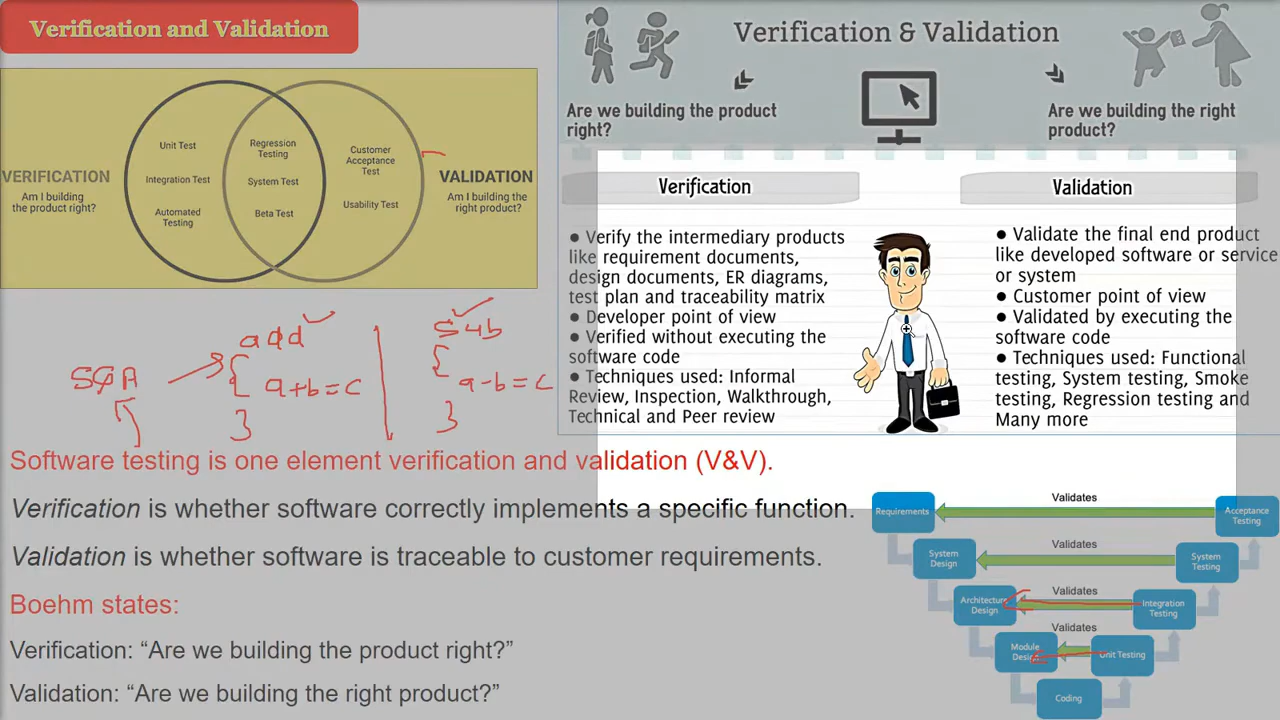 Verification and Validation
VERIFICATION
Am I building
the product right?
Unit Test
Integration Test
Automated
Testing
Regression
Testing
System Test
Beta Test
Customer
Acceptance
Test
Usability Test
VALIDATION
Am I building the
right product?
Verification & Validation
Are we building the product
right?
Are we building the right
product?
Verification
● Verify the intermediary products
like requirement documents,
design documents, ER diagrams,
test plan and traceability matrix
● Developer point of view
● Verified without executing the
software code
● Techniques used: Informal
Review, Inspection, Walkthrough,
Technical and Peer review
Validation
● Validate the final end product
like developed software or service
or system
● Customer point of view
● Validated by executing the
software code
● Techniques used: Functional
testing, System testing, Smoke
testing, Regression testing and
Many more
SQA
add
{
a+b=c
}
sub
{
a-b=c
}
Software testing is one element verification and validation (V&V).
Verification is whether software correctly implements a specific function.
Validation is whether software is traceable to customer requirements.
Boehm states:
Verification: “Are we building the product right?”
Validation: “Are we building the right product?”
Requirements
Validates
Acceptance
Testing
System
Design
Validates
System
Testing
Architecture
Design
Validates
Integration
Testing
Module
Design
Validates
Unit Testing
Coding